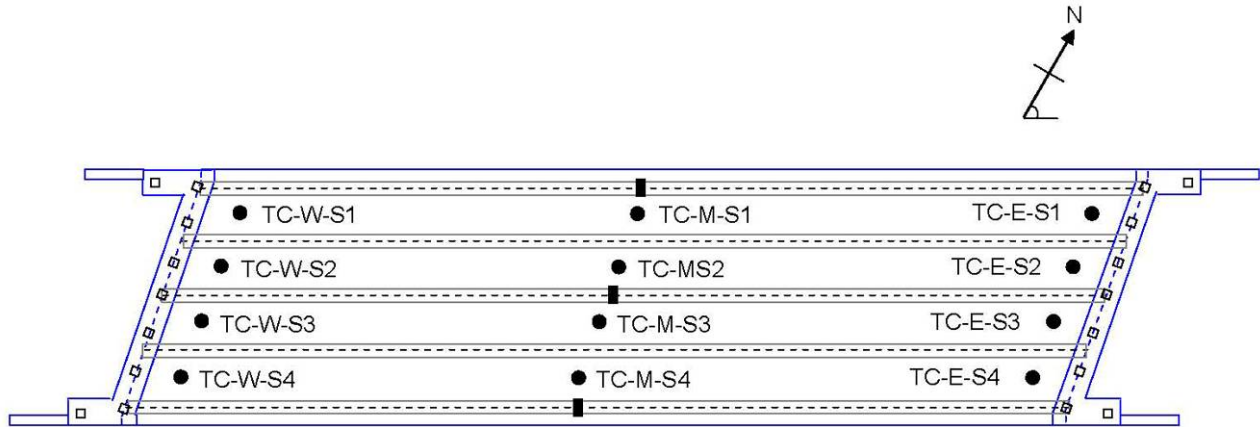 N
TC-W-S1 TC-M-S1 TC-E-S1
TC-W-S2 TC-MS2 TC-E-S2
TC-W-S3 TC-M-S3 TC-E-S3
TC-W-S4 TC-M-S4 TC-E-S4